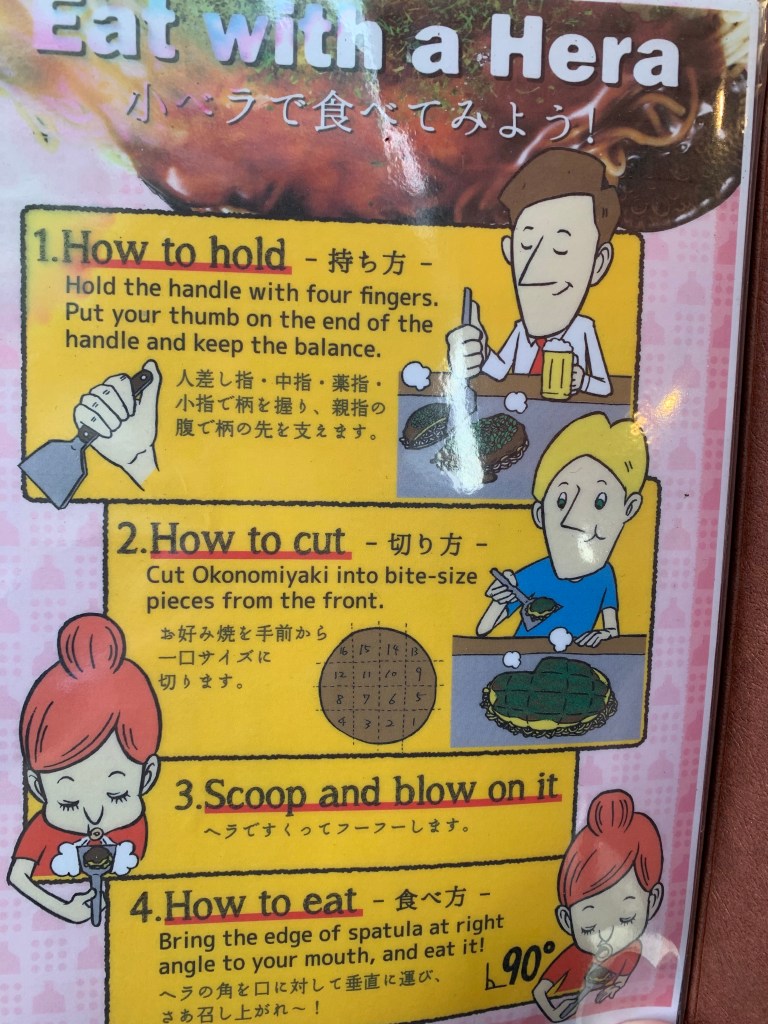 Eat with a Hera
小ベラで食べてみよう!
1.How to hold - 持ち方 -
Hold the handle with four fingers.
Put your thumb on the end of the
handle and keep the balance.
人差し指・中指・薬指・
小指で柄を握り、親指の
腹で柄の先を支えます。
2.How to cut - 切り方 -
Cut Okonomiyaki into bite-size
pieces from the front.
お好み焼を手前から
一口サイズに
切ります。
16 15 14 13
12 11 10 9
8 7 6 5
4 3 2 1
3.Scoop and blow on it
ヘラですくってフーフーします。
4.How to eat - 食べ方 -
Bring the edge of spatula at right
angle to your mouth, and eat it!
90°
ヘラの角を口に対して垂直に運び、
さあ召し上がれ〜!